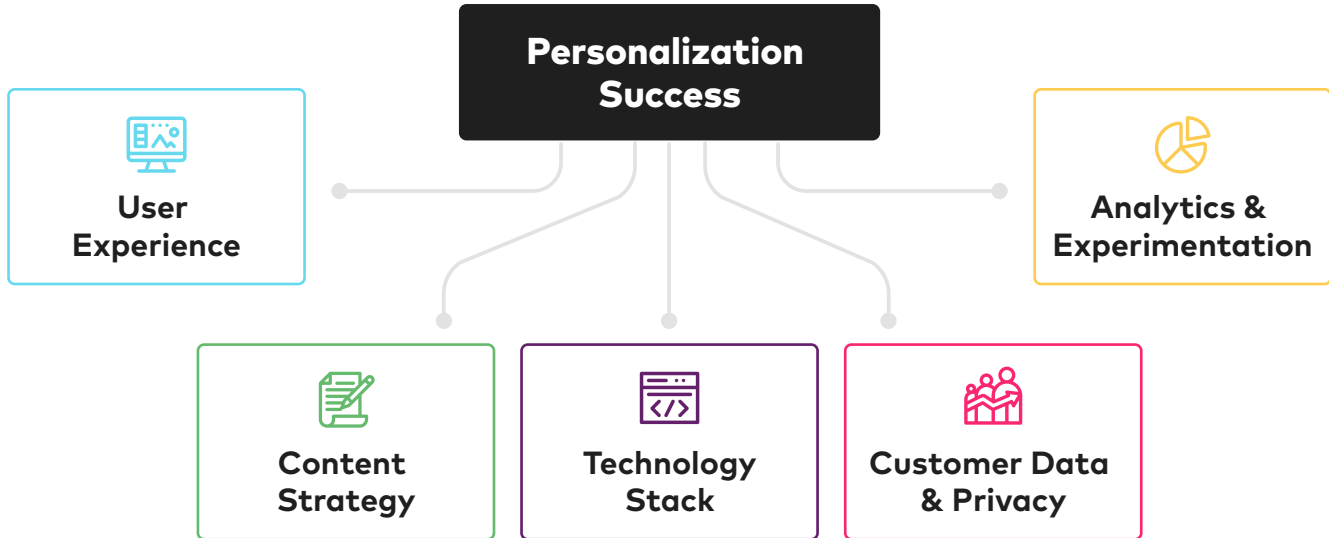 Personalization
Success
User
Experience
Analytics &
Experimentation
Content
Strategy
Technology
Stack
Customer Data
& Privacy